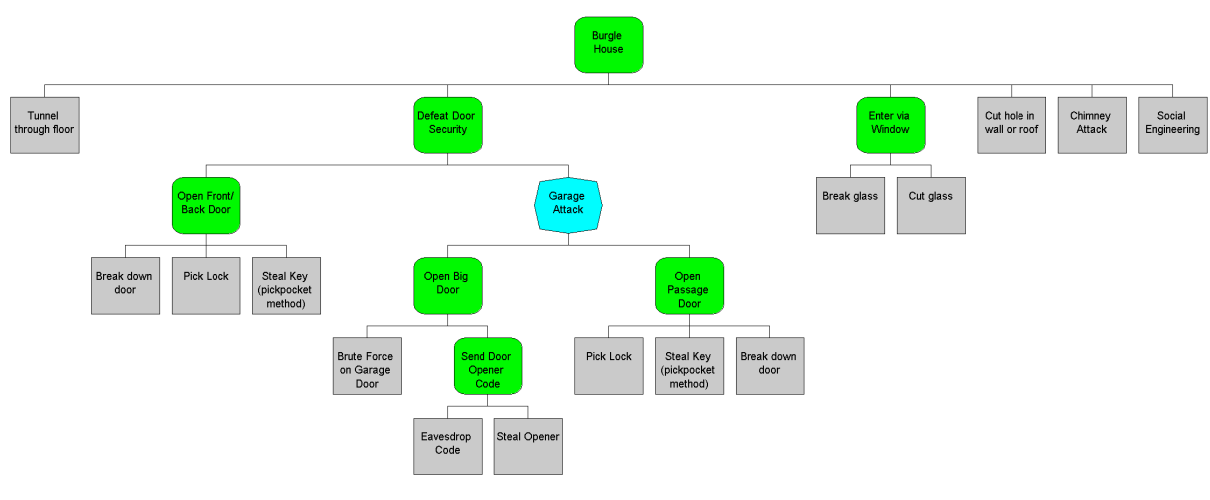 Burgle
House
Tunnel
through floor
Defeat Door
Security
Enter via
Window
Cut hole in
wall or roof
Chimney
Attack
Social
Engineering
Open Front/
Back Door
Garage
Attack
Break glass
Cut glass
Break down
door
Pick Lock
Steal Key
(pickpocket
method)
Open Big
Door
Open
Passage
Door
Brute Force
on Garage
Door
Send Door
Opener
Code
Pick Lock
Steal Key
(pickpocket
method)
Break down
door
Eavesdrop
Code
Steal Opener